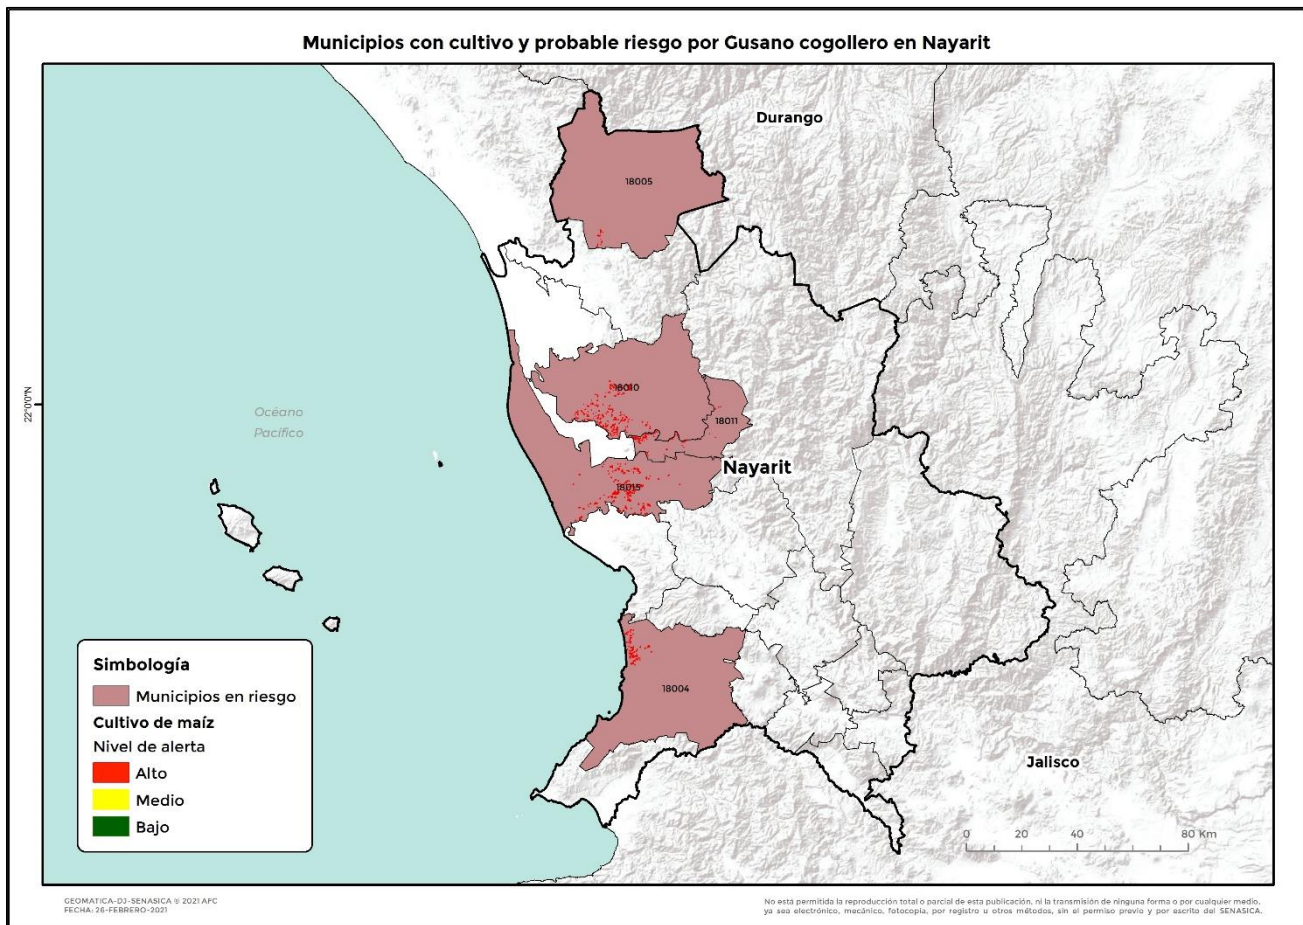 Municipios con cultivo y probable riesgo por Gusano cogollero en Nayarit
Durango
18005
22°0'0"N
Océano
Pacífico
18010
18011
Nayarit
18015
18004
Jalisco
Simbología
Municipios en riesgo
Cultivo de maíz
Nivel de alerta
Alto
Medio
Bajo
0 20 40 80 Km
GEOMATICA-DJ-SENASICA © 2021 AFC
FECHA: 26-FEBRERO-2021
No está permitida la reproducción total o parcial de esta publicación, ni la transmisión de ninguna forma o por cualquier medio,
ya sea electrónico, mecánico, fotocopia, por registro u otros métodos, sin el permiso previo y por escrito del SENASICA.